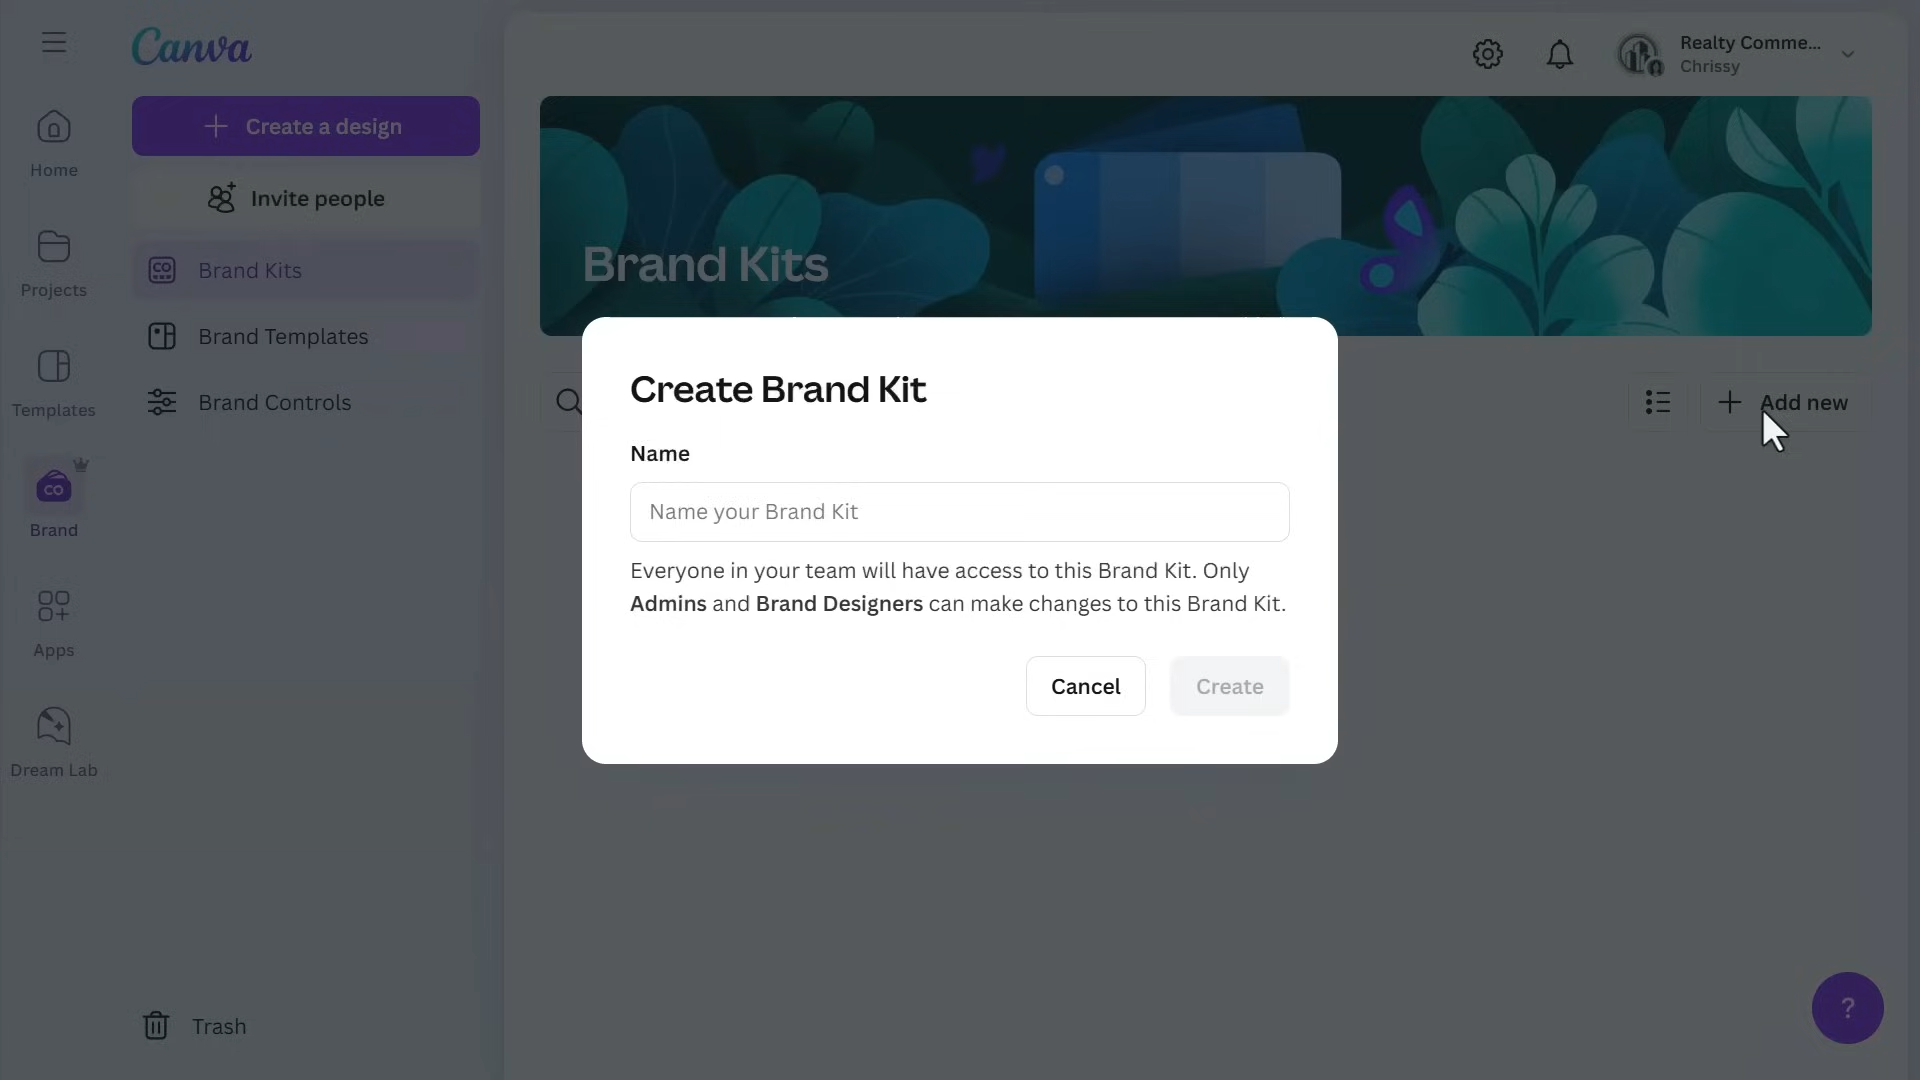 Canva
Realty Comme...
Chrissy
Create a design
Invite people
Home
Brand Kits
Brand Kits
Projects
Brand Templates
Templates
Brand Controls
CO
Brand
Apps
Dream Lab
Trash
Add new
Create Brand Kit
Name
Name your Brand Kit
Everyone in your team will have access to this Brand Kit. Only
Admins and Brand Designers can make changes to this Brand Kit.
Cancel
Create
?